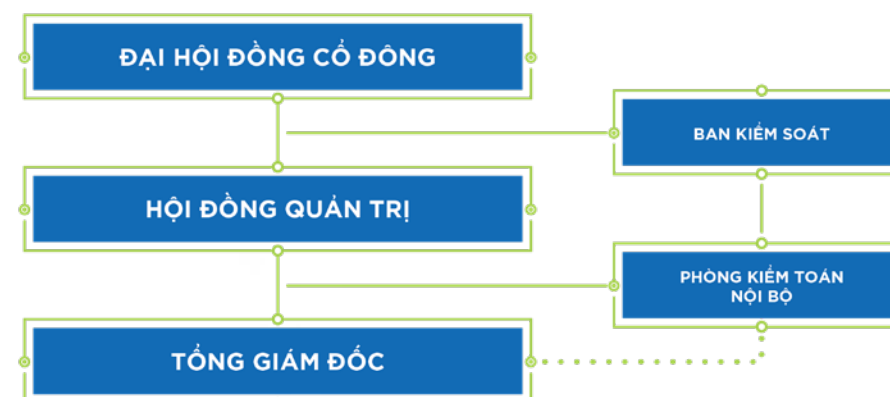 ĐẠI HỘI ĐỒNG CỔ ĐÔNG
BAN KIỂM SOÁT
HỘI ĐỒNG QUẢN TRỊ
PHÒNG KIỂM TOÁN
NỘI BỘ
TỔNG GIÁM ĐỐC